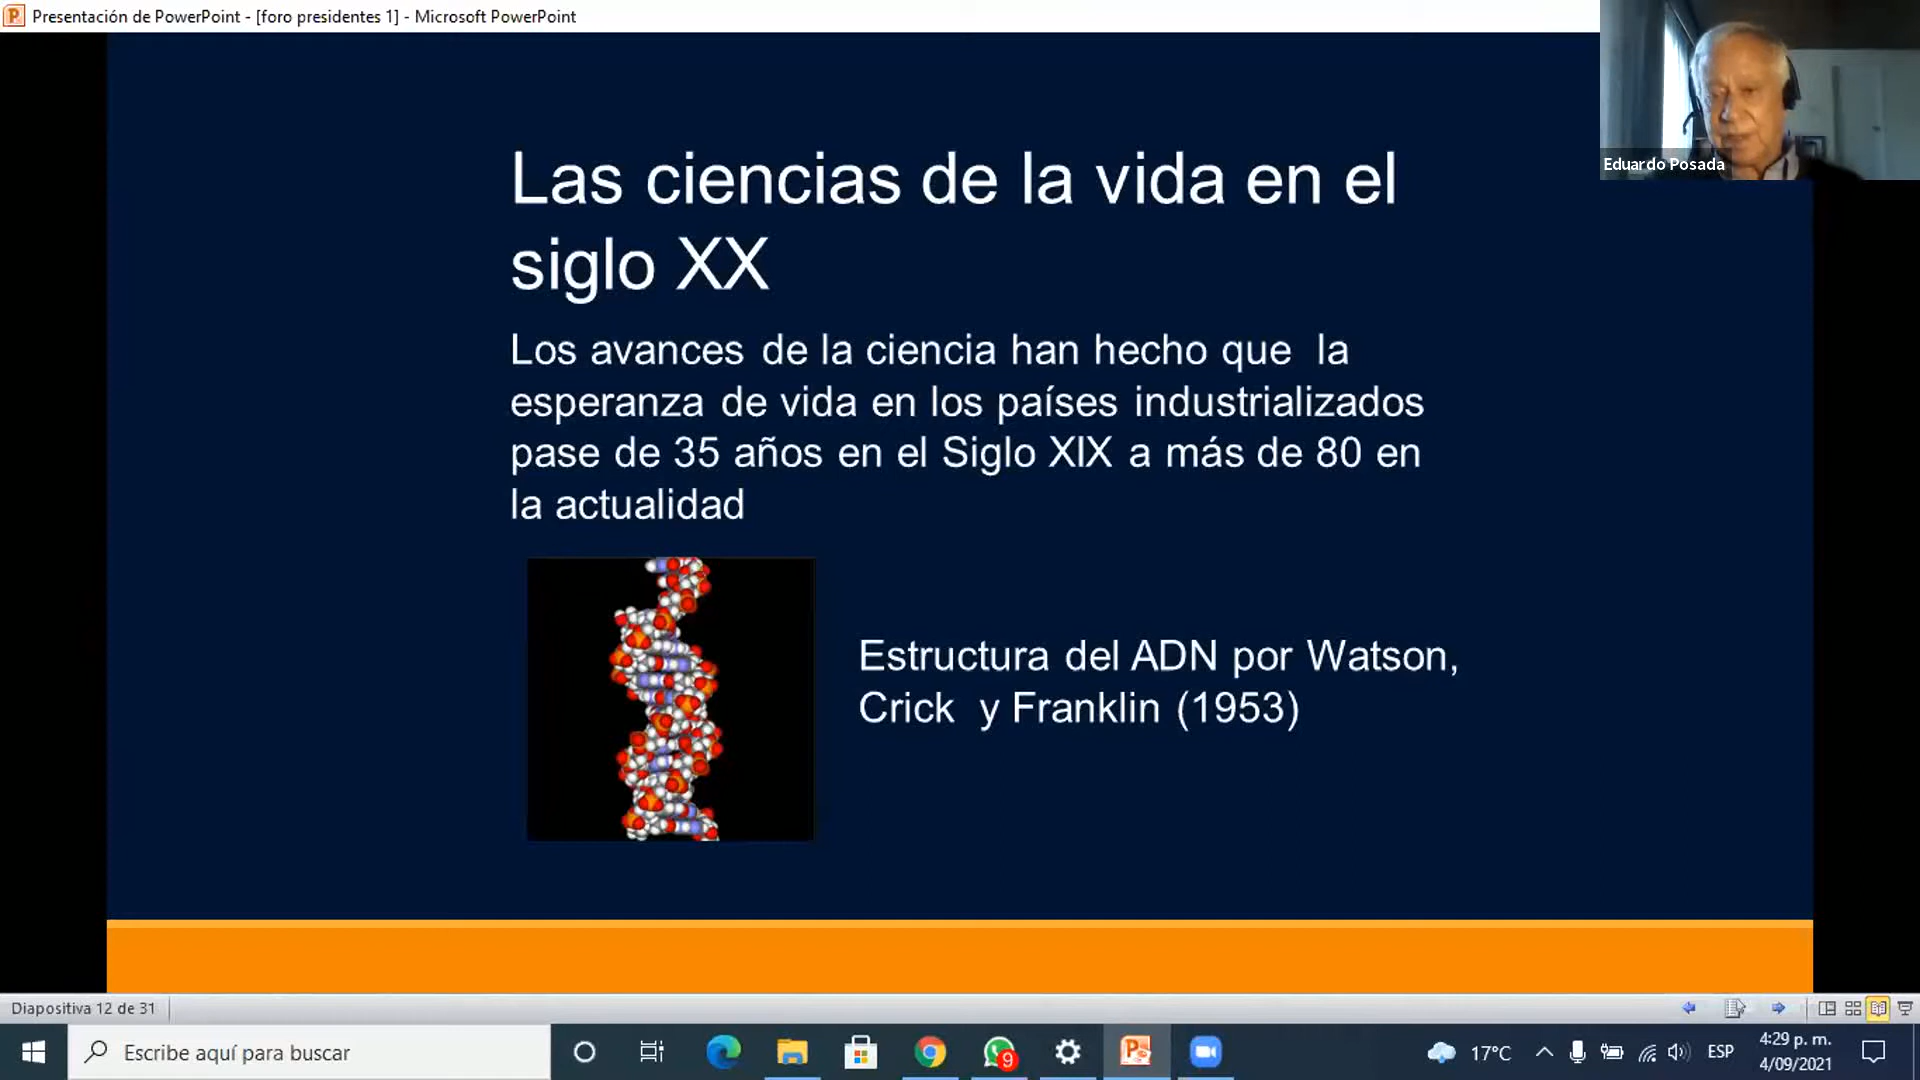 Presentación de PowerPoint - [foro presidentes 1] - Microsoft PowerPoint
Eduardo Posada
Las ciencias de la vida en el
siglo XX
Los avances de la ciencia han hecho que la
esperanza de vida en los países industrializados
pase de 35 años en el Siglo XIX a más de 80 en
la actualidad
Estructura del ADN por Watson,
Crick y Franklin (1953)
Diapositiva 12 de 31
Escribe aquí para buscar
9
17°C
ESP
4:29 p. m.
4/09/2021